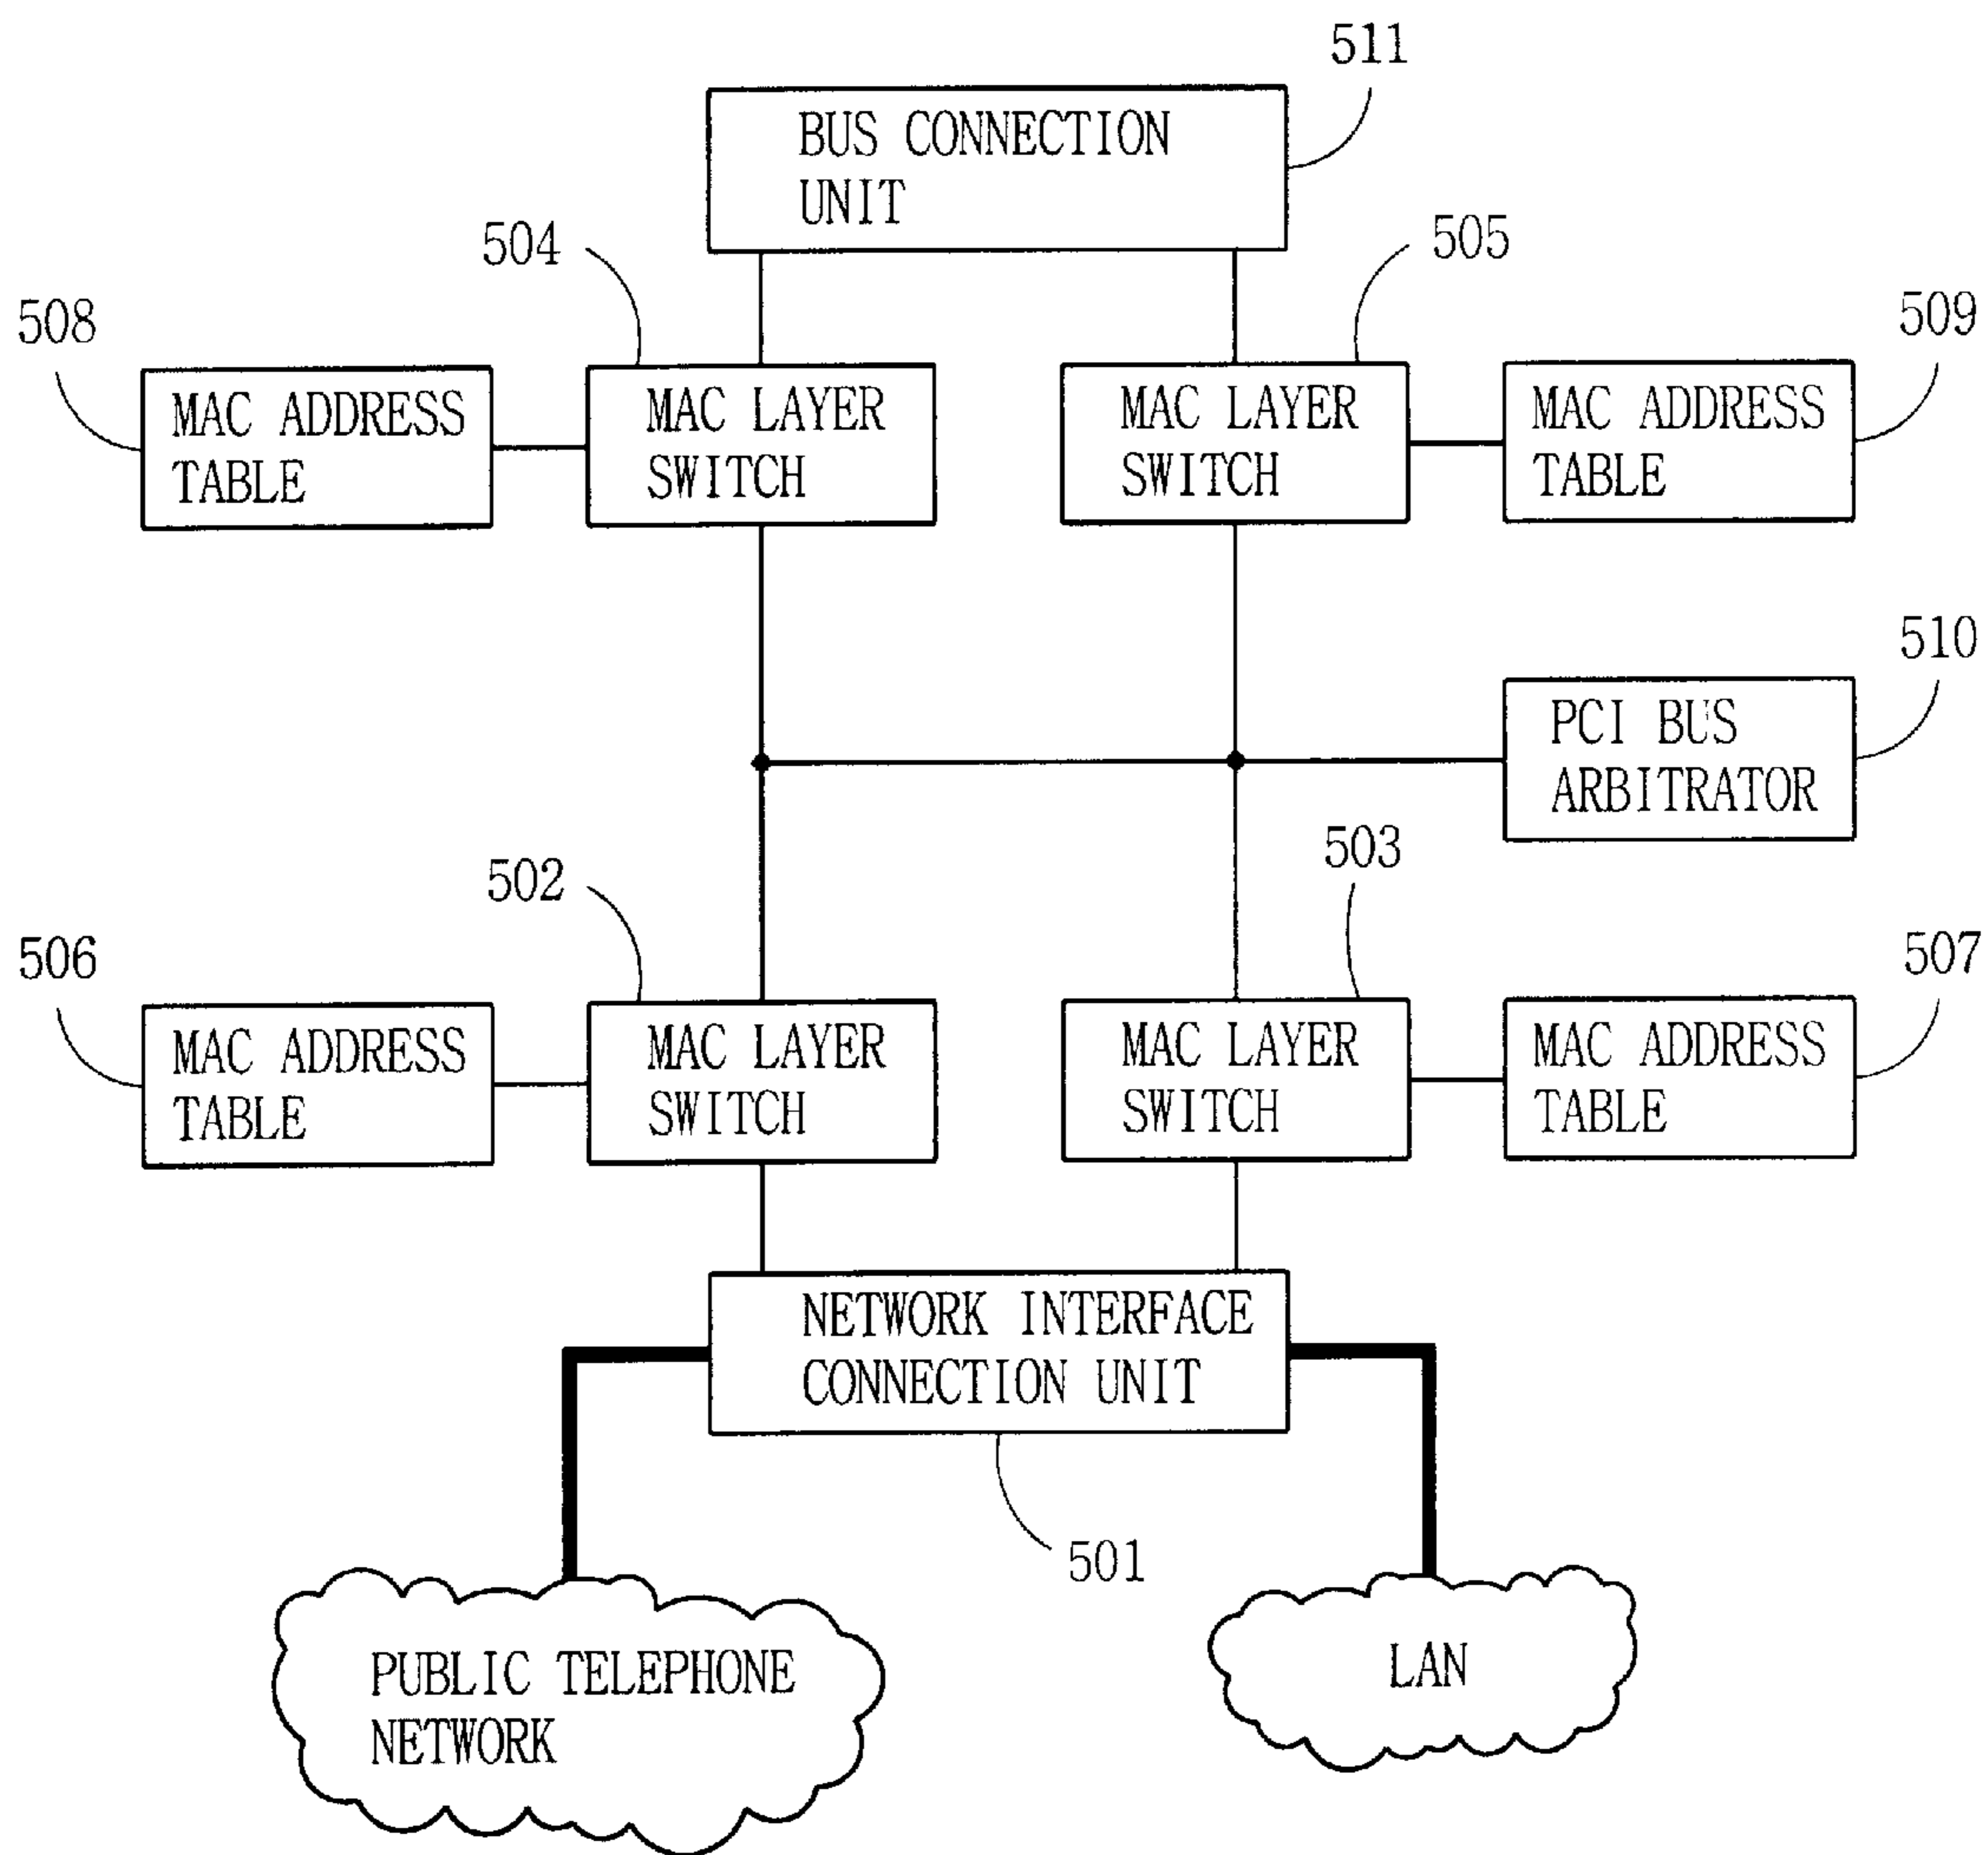 511
BUS CONNECTION
UNIT
504
505
508
509
MAC ADDRESS
TABLE
MAC LAYER
SWITCH
MAC LAYER
SWITCH
MAC ADDRESS
TABLE
510
PCI BUS
ARBITRATOR
502
503
506
507
MAC ADDRESS
TABLE
MAC LAYER
SWITCH
MAC LAYER
SWITCH
MAC ADDRESS
TABLE
NETWORK INTERFACE
CONNECTION UNIT
501
PUBLIC TELEPHONE
NETWORK
LAN